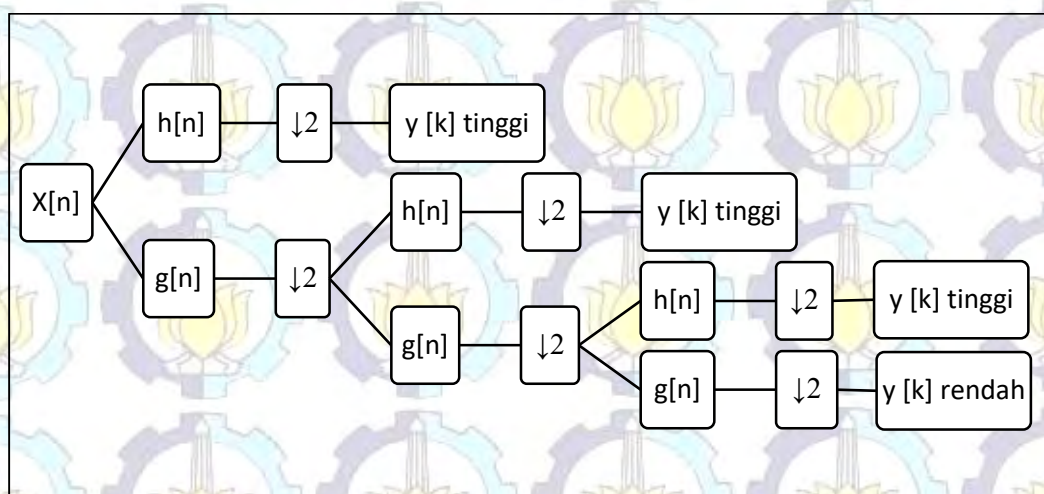 h[n] ↓2 y [k] tinggi
X[n]
h[n] ↓2 y [k] tinggi
g[n] ↓2
h[n] ↓2 y [k] tinggi
g[n] ↓2
g[n] ↓2 y [k] rendah